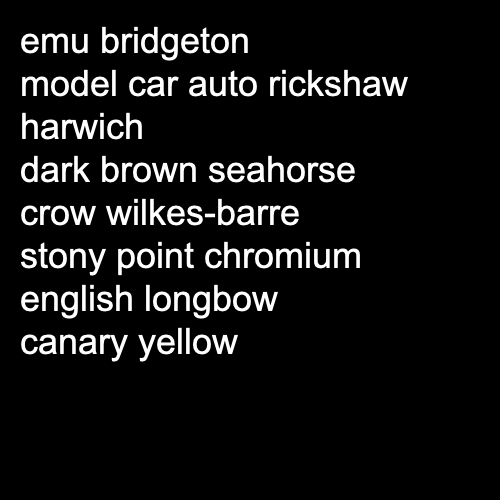 emu bridgeton
model car auto rickshaw
harwich
dark brown seahorse
crow wilkes-barre
stony point chromium
english longbow
canary yellow